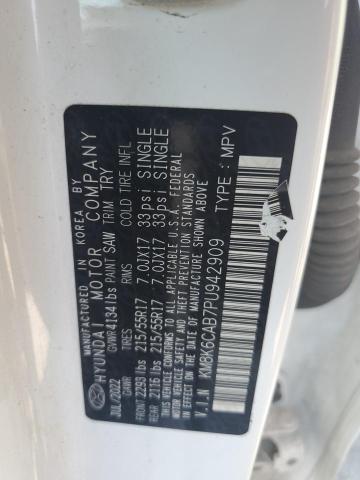 MANUFACTURED IN KOREA BY
HYUNDAI MOTOR COMPANY
JUL/2022 GVWR 4134 lbs PAINT SAW TRIM TRY
GAWR TIRES RIMS COLD TIRE INFL.
FRONT 2293 lbs 215/55R17 7.0JX17 33psi SINGLE
REAR 2116 lbs 215/55R17 7.0JX17 33psi SINGLE
THIS VEHICLE CONFORMS TO ALL APPLICABLE U.S.A. FEDERAL
MOTOR VEHICLE SAFETY, BUMPER, AND THEFT PREVENTION STANDARDS
IN EFFECT ON THE DATE OF MANUFACTURE SHOWN ABOVE
V.I.N KM8K6CAB7PU942909 TYPE : MPV